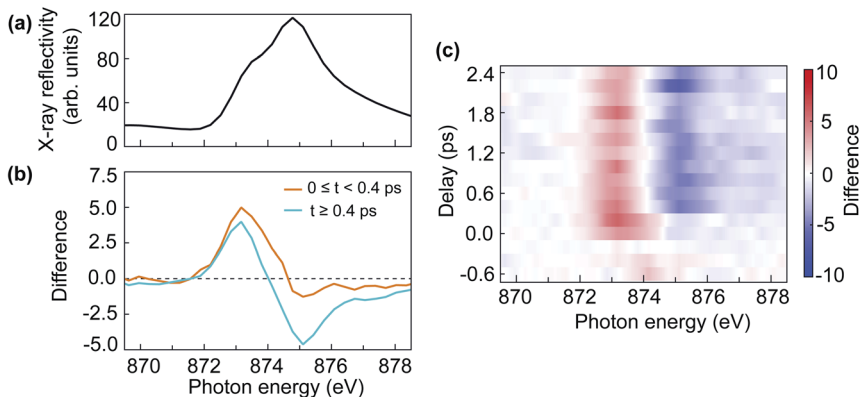 (a)
X-ray reflectivity
(arb. units)
120
80
40
0
(b)
Difference
7.5
5.0
2.5
0.0
-2.5
-5.0
0 ≤ t < 0.4 ps
t ≥ 0.4 ps
870 872 874 876 878
Photon energy (eV)
(c)
Delay (ps)
2.4
1.8
1.2
0.6
0.0
-0.6
870 872 874 876 878
Photon energy (eV)
10
5
0
-5
-10
Difference